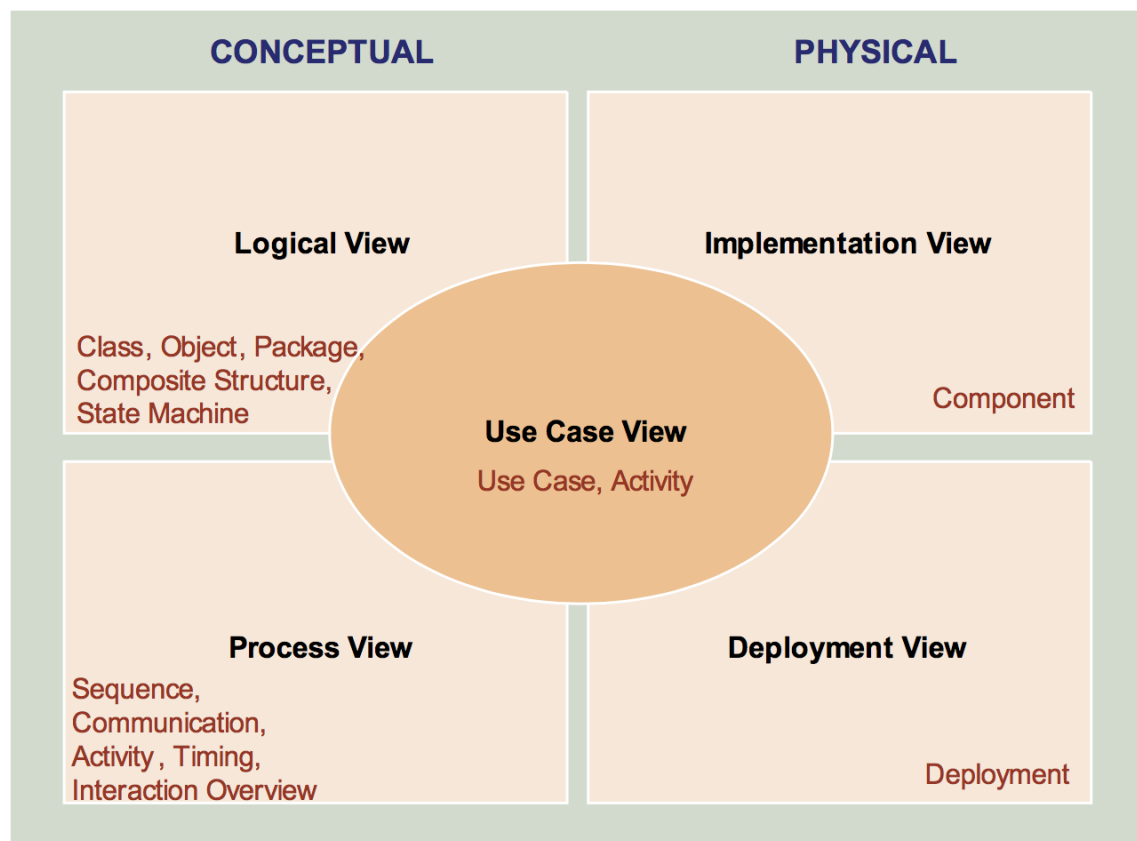 CONCEPTUAL
PHYSICAL
Logical View
Class, Object, Package,
Composite Structure,
State Machine
Implementation View
Component
Use Case View
Use Case, Activity
Process View
Sequence,
Communication,
Activity, Timing,
Interaction Overview
Deployment View
Deployment